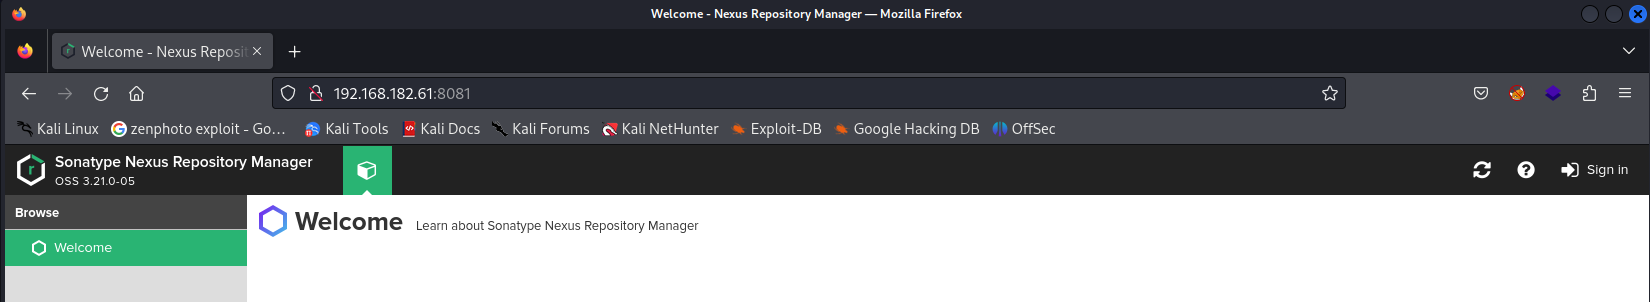 Welcome - Nexus Repository Manager — Mozilla Firefox
Welcome - Nexus Reposit
192.168.182.61:8081
Kali Linux zenphoto exploit - Go… Kali Tools Kali Docs Kali Forums Kali NetHunter Exploit-DB Google Hacking DB OffSec
Sonatype Nexus Repository Manager
OSS 3.21.0-05
Sign in
Browse
Welcome Learn about Sonatype Nexus Repository Manager
Welcome